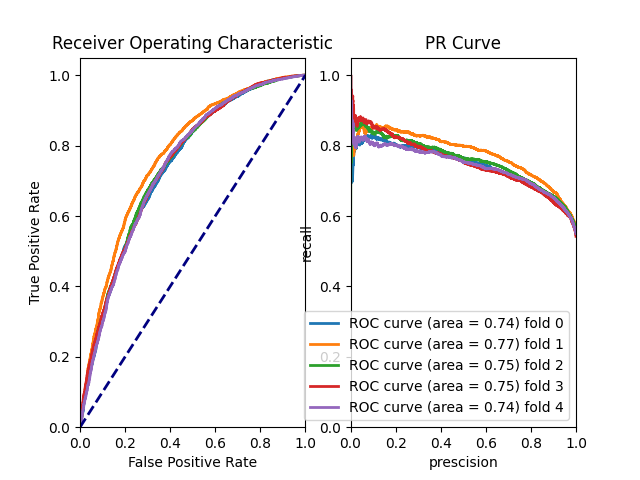 Receiver Operating Characteristic
True Positive Rate
1.0
0.8
0.6
0.4
0.2
0.0
0.0 0.2 0.4 0.6 0.8 1.0
False Positive Rate
PR Curve
recall
1.0
0.8
0.6
0.4
0.2
0.0
0.0 0.2 0.4 0.6 0.8 1.0
prescision
ROC curve (area = 0.74) fold 0
ROC curve (area = 0.77) fold 1
ROC curve (area = 0.75) fold 2
ROC curve (area = 0.75) fold 3
ROC curve (area = 0.74) fold 4